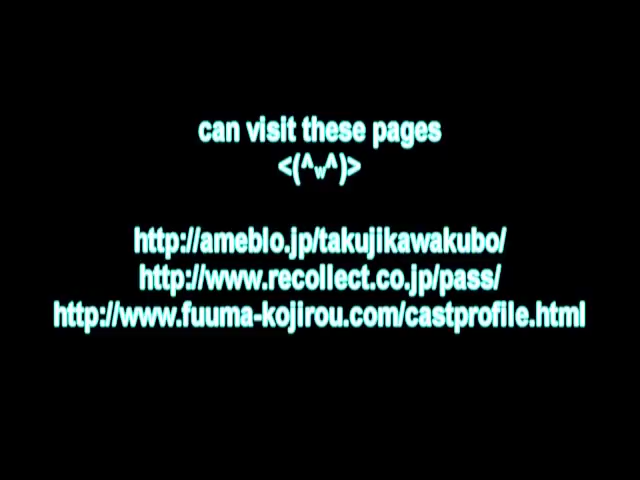 can visit these pages
<(^w^)>
http://ameblo.jp/takujikawakubo/
http://www.recollect.co.jp/pass/
http://www.fuuma-kojirou.com/castprofile.html